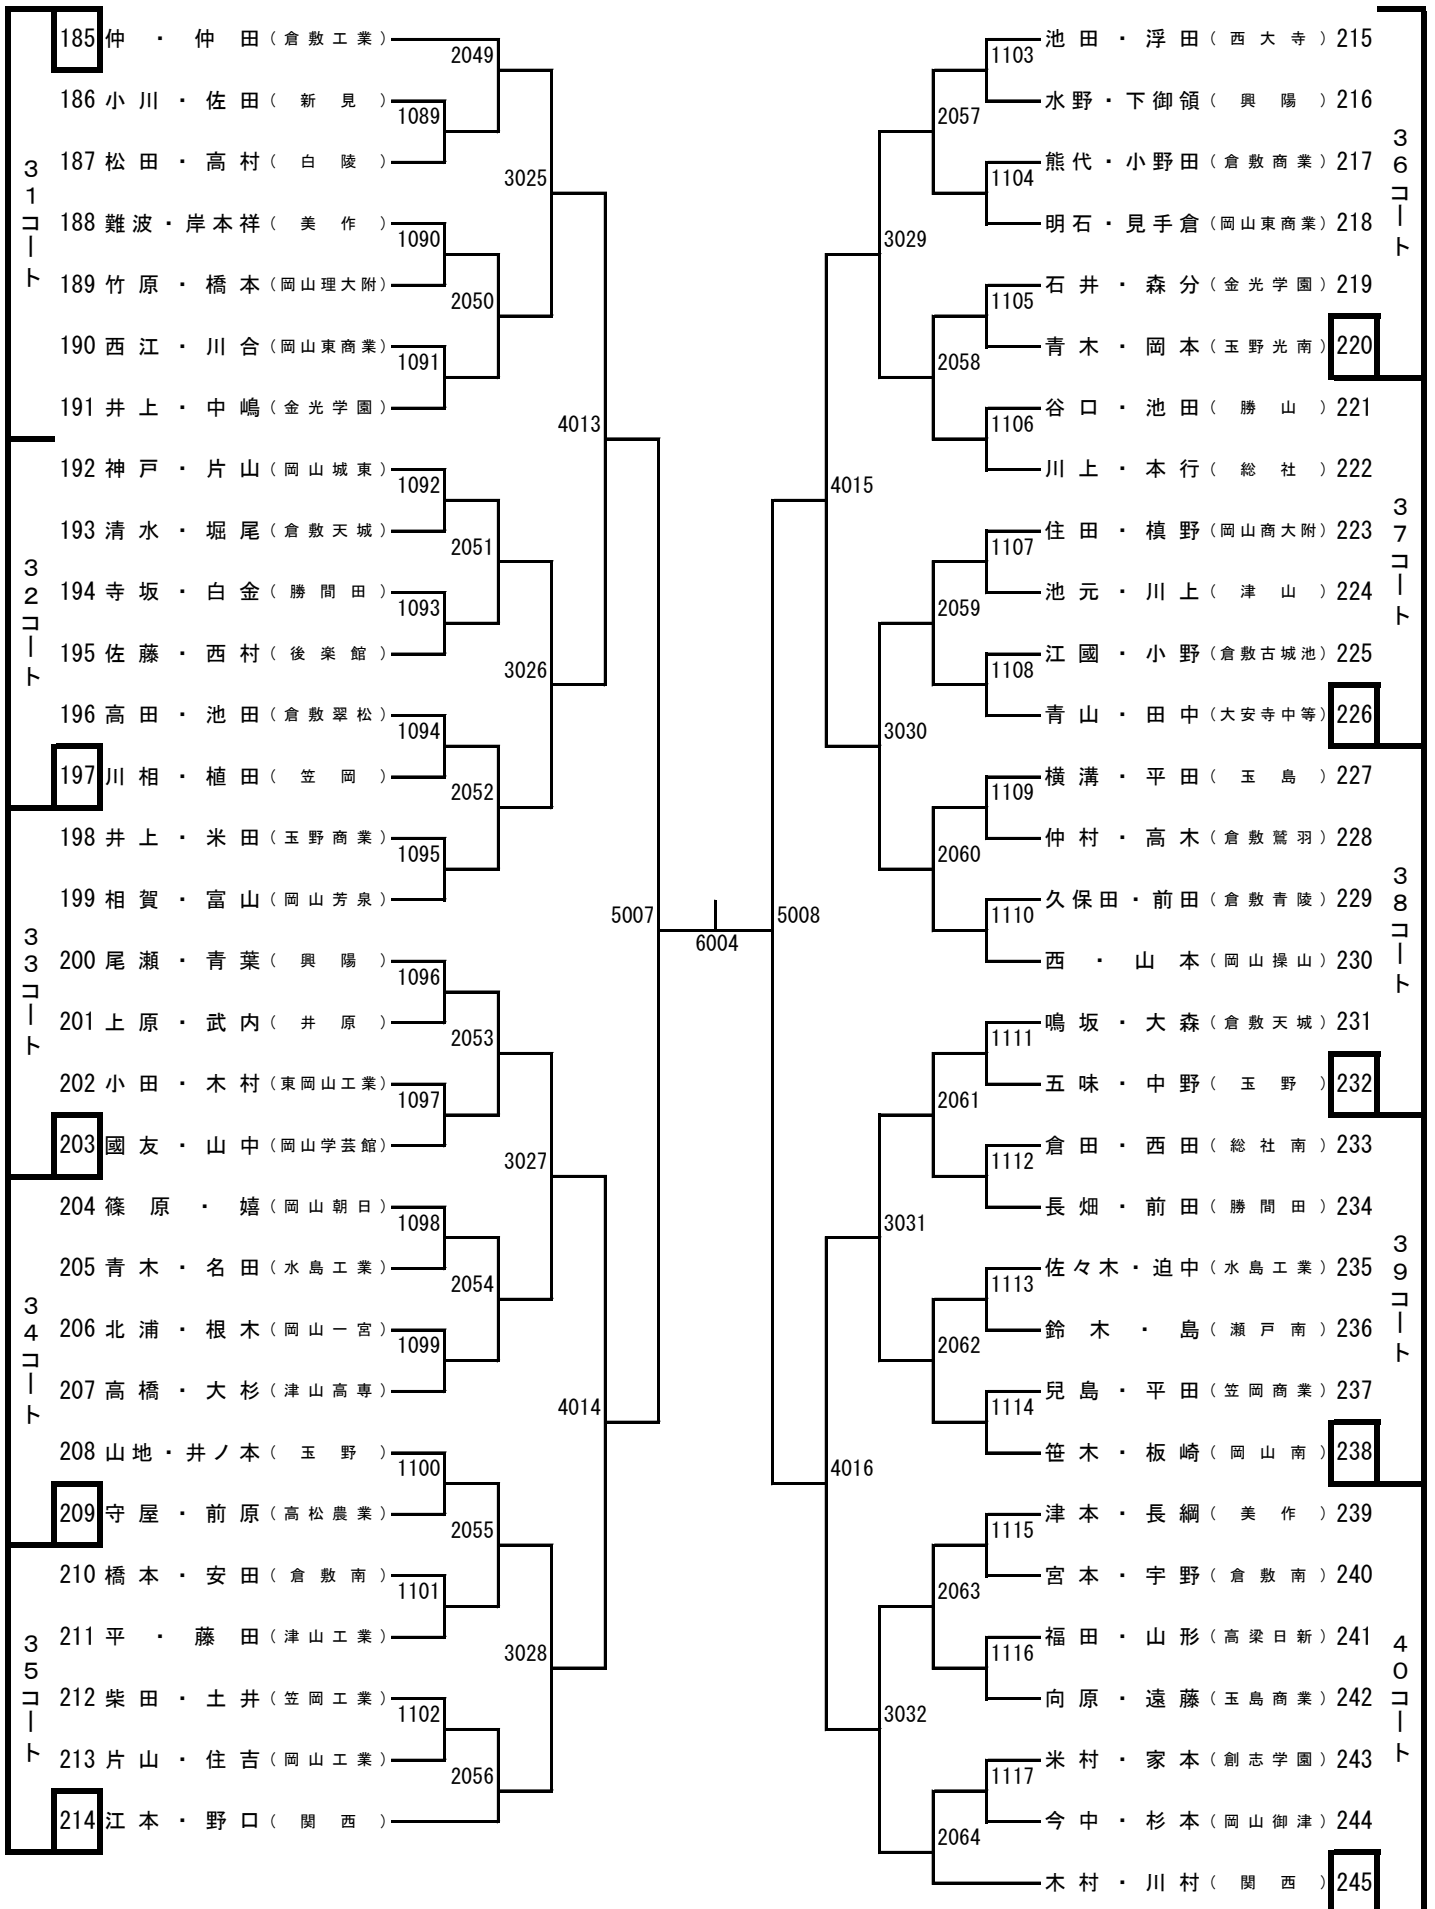 31コート
185 仲・仲田（倉敷工業）
186 小川・佐田（新見）
187 松田・高村（白陵）
188 難波・岸本祥（美作）
189 竹原・橋本（岡山理大附）
190 西江・川合（岡山東商業）
191 井上・中嶋（金光学園）
32コート
192 神戸・片山（岡山城東）
193 清水・堀尾（倉敷天城）
194 寺坂・白金（勝間田）
195 佐藤・西村（後楽館）
196 高田・池田（倉敷翠松）
197 川相・植田（笠岡）
33コート
198 井上・米田（玉野商業）
199 相賀・富山（岡山芳泉）
200 尾瀬・青葉（興陽）
201 上原・武内（井原）
202 小田・木村（東岡山工業）
203 國友・山中（岡山学芸館）
34コート
204 篠原・嬉（岡山朝日）
205 青木・名田（水島工業）
206 北浦・根木（岡山一宮）
207 高橋・大杉（津山高専）
208 山地・井ノ本（玉野）
209 守屋・前原（高松農業）
35コート
210 橋本・安田（倉敷南）
211 平・藤田（津山工業）
212 柴田・土井（笠岡工業）
213 片山・住吉（岡山工業）
214 江本・野口（関西）
1089
1090
1091
1092
1093
1094
1095
1096
1097
1098
1099
1100
1101
1102
2049
2050
2051
2052
2053
2054
2055
2056
3025
3026
3027
3028
4013
4014
5007
6004
5008
4015
4016
3029
3030
3031
3032
2057
2058
2059
2060
2061
2062
2063
2064
1103
1104
1105
1106
1107
1108
1109
1110
1111
1112
1113
1114
1115
1116
1117
36コート
池田・浮田（西大寺）215
水野・下御領（興陽）216
熊代・小野田（倉敷商業）217
明石・見手倉（岡山東商業）218
石井・森分（金光学園）219
青木・岡本（玉野光南）220
37コート
谷口・池田（勝山）221
川上・本行（総社）222
住田・槙野（岡山商大附）223
池元・川上（津山）224
江國・小野（倉敷古城池）225
青山・田中（大安寺中等）226
38コート
横溝・平田（玉島）227
仲村・高木（倉敷鷲羽）228
久保田・前田（倉敷青陵）229
西・山本（岡山操山）230
鳴坂・大森（倉敷天城）231
五味・中野（玉野）232
39コート
倉田・西田（総社南）233
長畑・前田（勝間田）234
佐々木・迫中（水島工業）235
鈴木・島（瀬戸南）236
兒島・平田（笠岡商業）237
笹木・板崎（岡山南）238
40コート
津本・長綱（美作）239
宮本・宇野（倉敷南）240
福田・山形（高梁日新）241
向原・遠藤（玉島商業）242
米村・家本（創志学園）243
今中・杉本（岡山御津）244
木村・川村（関西）245